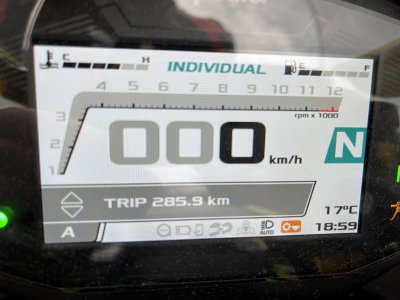 C H INDIVIDUAL E F
4 5 6 7 8 9 10 11 12
3 rpm x 1000
2 000 km/h N
1
TRIP 285.9 km
17°C
A AUTO 18:59